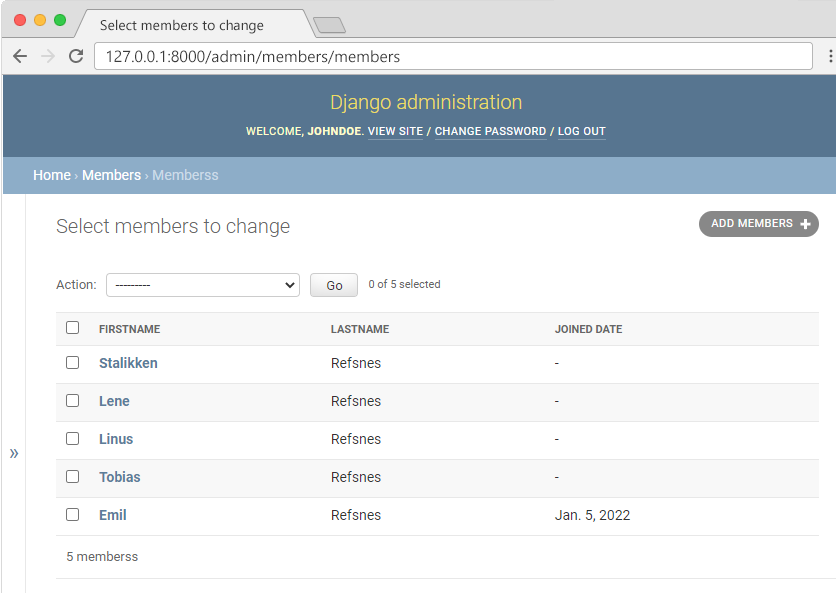 Select members to change
127.0.0.1:8000/admin/members/members
Django administration
WELCOME, JOHNDOE. VIEW SITE / CHANGE PASSWORD / LOG OUT
Home › Members › Memberss
Select members to change
ADD MEMBERS +
Action: --------- Go 0 of 5 selected
FIRSTNAME LASTNAME JOINED DATE
Stalikken Refsnes -
Lene Refsnes -
Linus Refsnes -
»
Tobias Refsnes -
Emil Refsnes Jan. 5, 2022
5 memberss